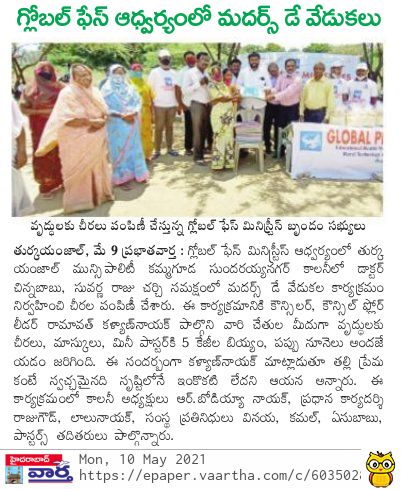 గ్లోబల్ ఫేస్ ఆధ్వర్యంలో మదర్స్ డే వేడుకలు
GLOBAL P
వృద్ధులకు చీరలు పంపిణీ చేస్తున్న గ్లోబల్ ఫేస్ మినిస్ట్రీస్ బృందం సభ్యులు
తుర్కయంజాల్, మే 9 ప్రభాతవార్త : గ్లోబల్ ఫేస్ మినిస్ట్రీస్ ఆధ్వర్యంలో తుర్క
యంజాల్ మున్సిపాలిటీ కమ్మగూడ సుందరయ్యనగర్ కాలనీలో డాక్టర్
చిన్నబాబు, సువర్ణ రాజు చర్చి సమక్షంలో మదర్స్ డే వేడుకల కార్యక్రమం
నిర్వహించి చీరల పంపిణీ చేశారు. ఈ కార్యక్రమానికి కౌన్సిలర్, కౌన్సిల్ ఫ్లోర్
లీడర్ రామావత్ కళ్యాణ్‌నాయక్ పాల్గొని వారి చేతుల మీదుగా వృద్ధులకు
చీరలు, మాస్కులు, మినీ పాస్టర్‌కి 5 కేజీల బియ్యం, పప్పు నూనెలు అందజే
యడం జరిగింది. ఈ సందర్భంగా కళ్యాణ్‌నాయక్ మాట్లాడుతూ తల్లి ప్రేమ
కంటే స్వచ్ఛమైనది సృష్టిలోనే ఇంకొకటి లేదని ఆయన అన్నారు. ఈ
కార్యక్రమంలో కాలనీ అధ్యక్షులు ఆర్.బోడియ్యా నాయక్, ప్రధాన కార్యదర్శి
రాజుగౌడ్, లాలునాయక్, సంస్థ ప్రతినిధులు వినయ, కమల్, ఏసుబాబు,
పాస్టర్స్ తదితరులు పాల్గొన్నారు.
హైదరాబాద్
వార్త
Mon, 10 May 2021
https://epaper.vaartha.com/c/6035028